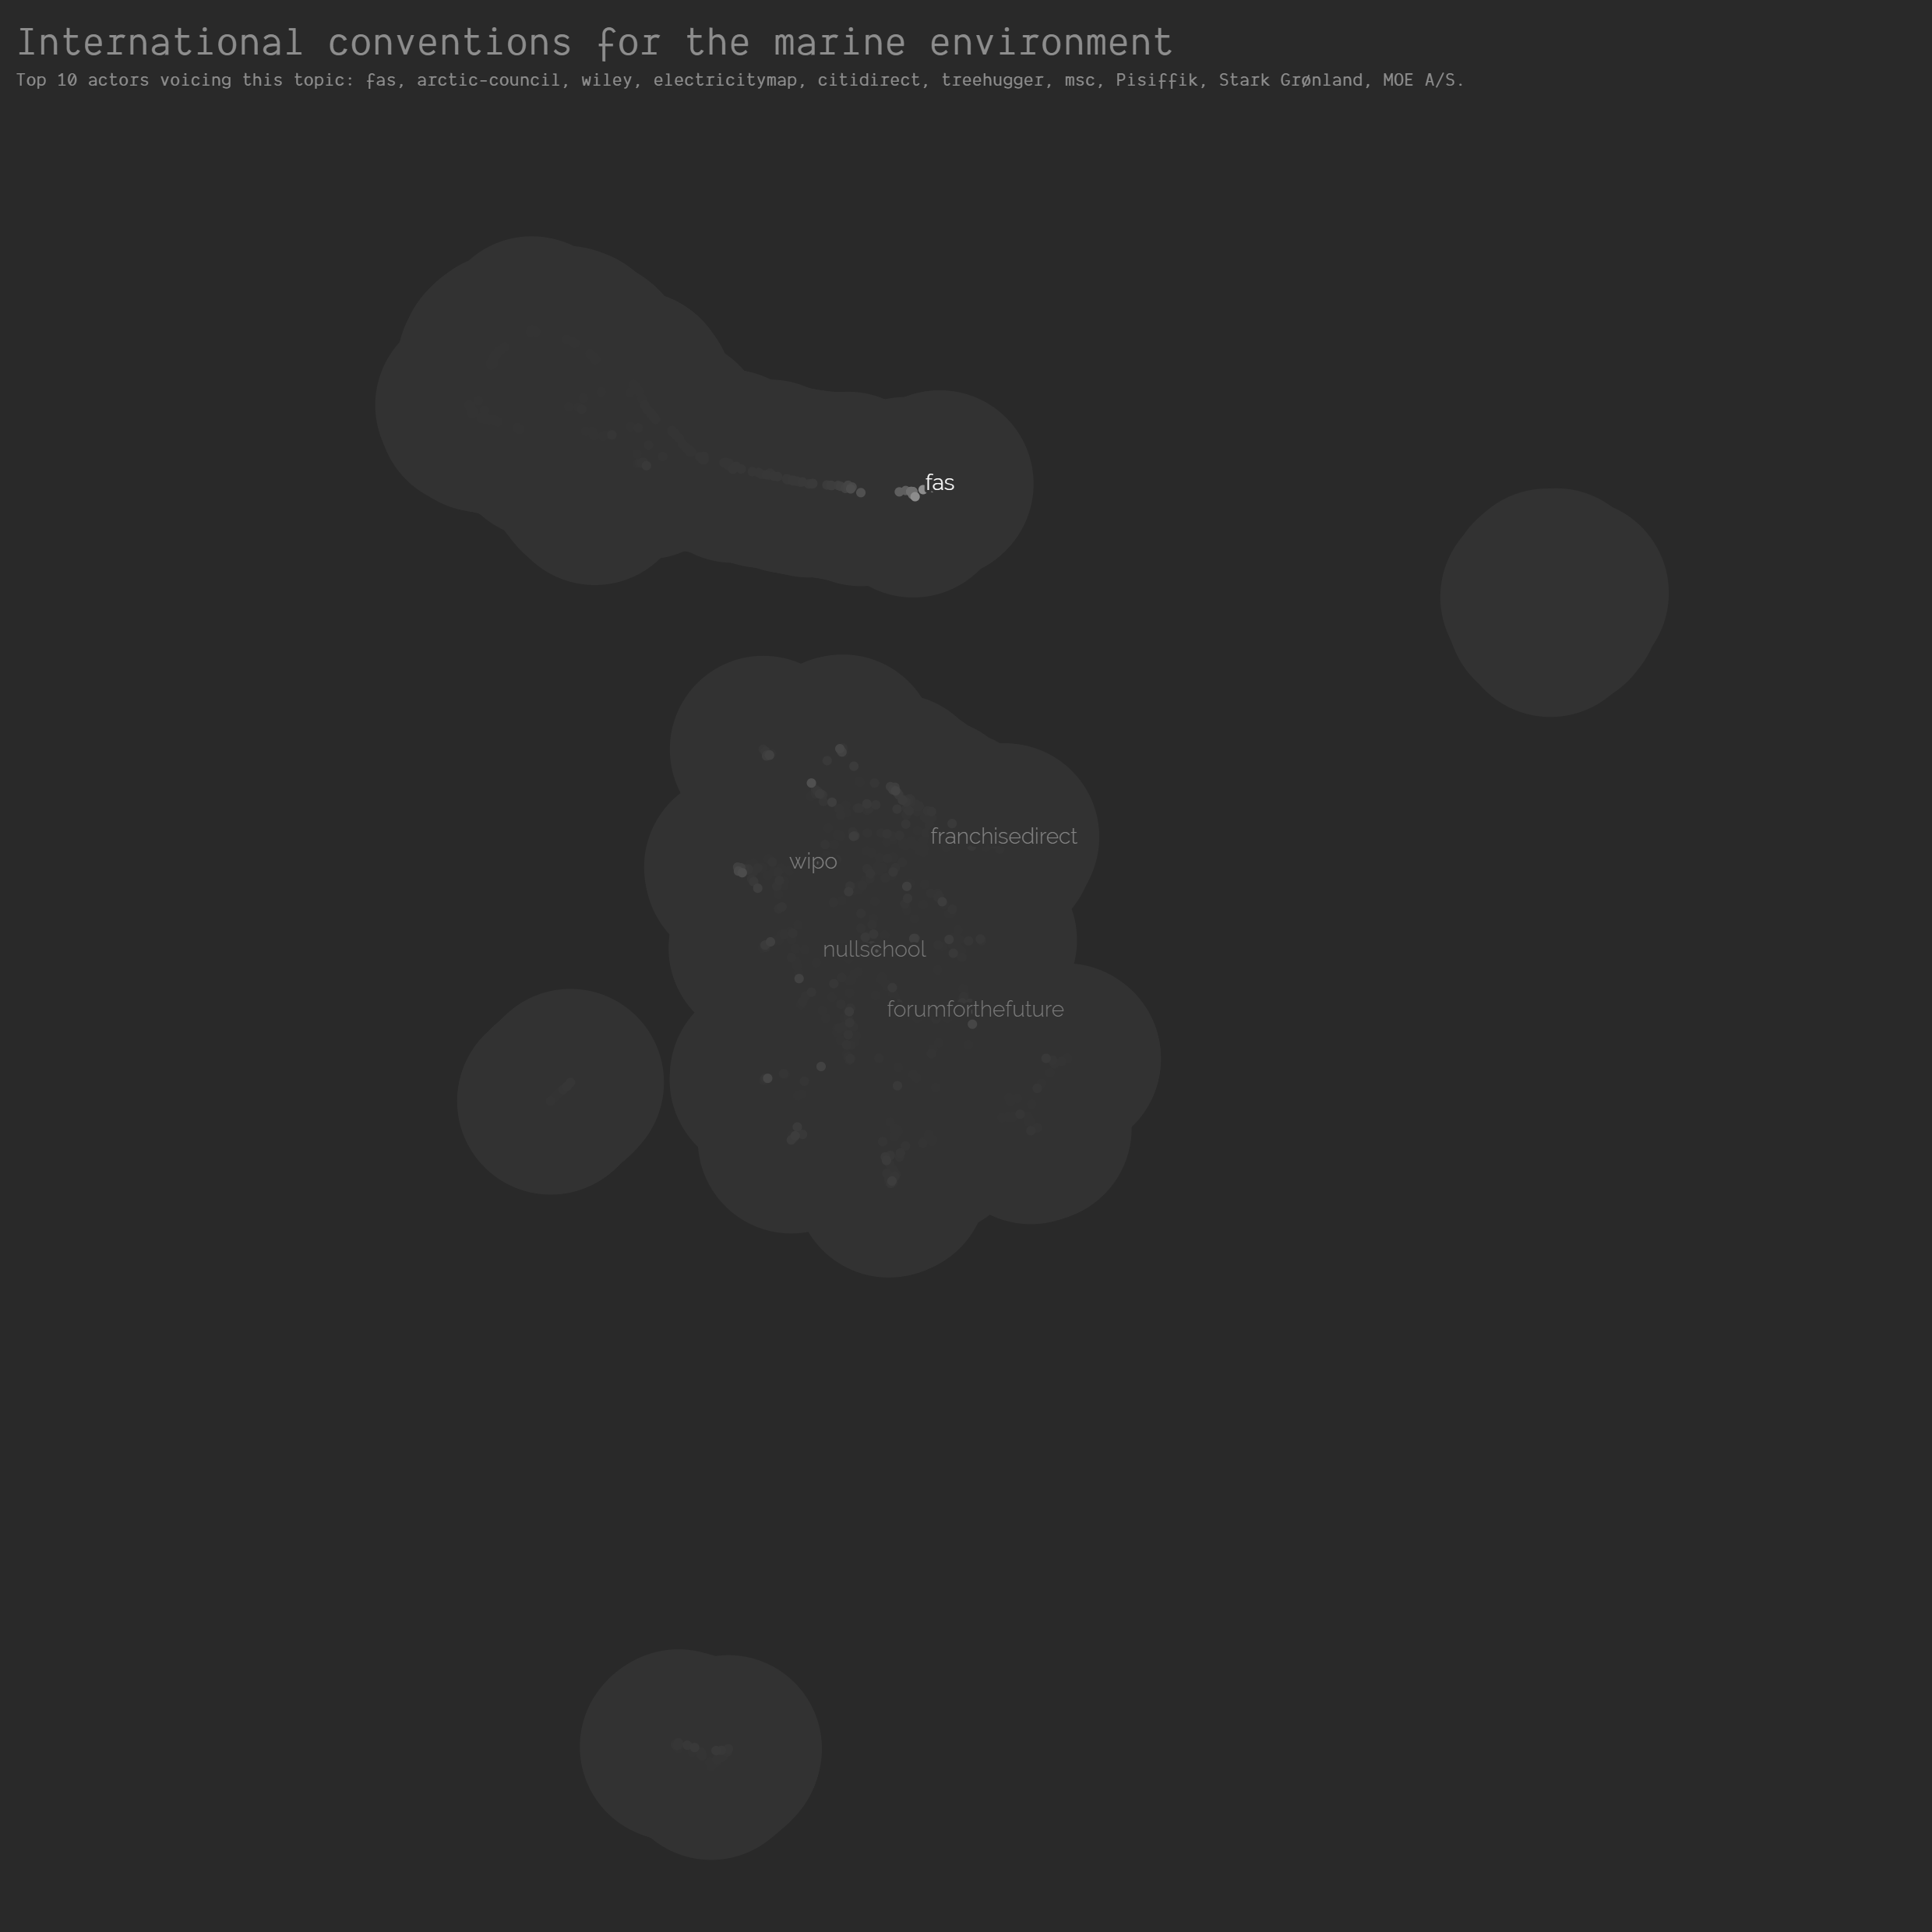 International conventions for the marine environment
Top 10 actors voicing this topic: fas, arctic-council, wiley, electricitymap, citidirect, treehugger, msc, Pisiffik, Stark Grønland, MOE A/S.
fas
franchisedirect
wipo
nullschool
forumforthefuture